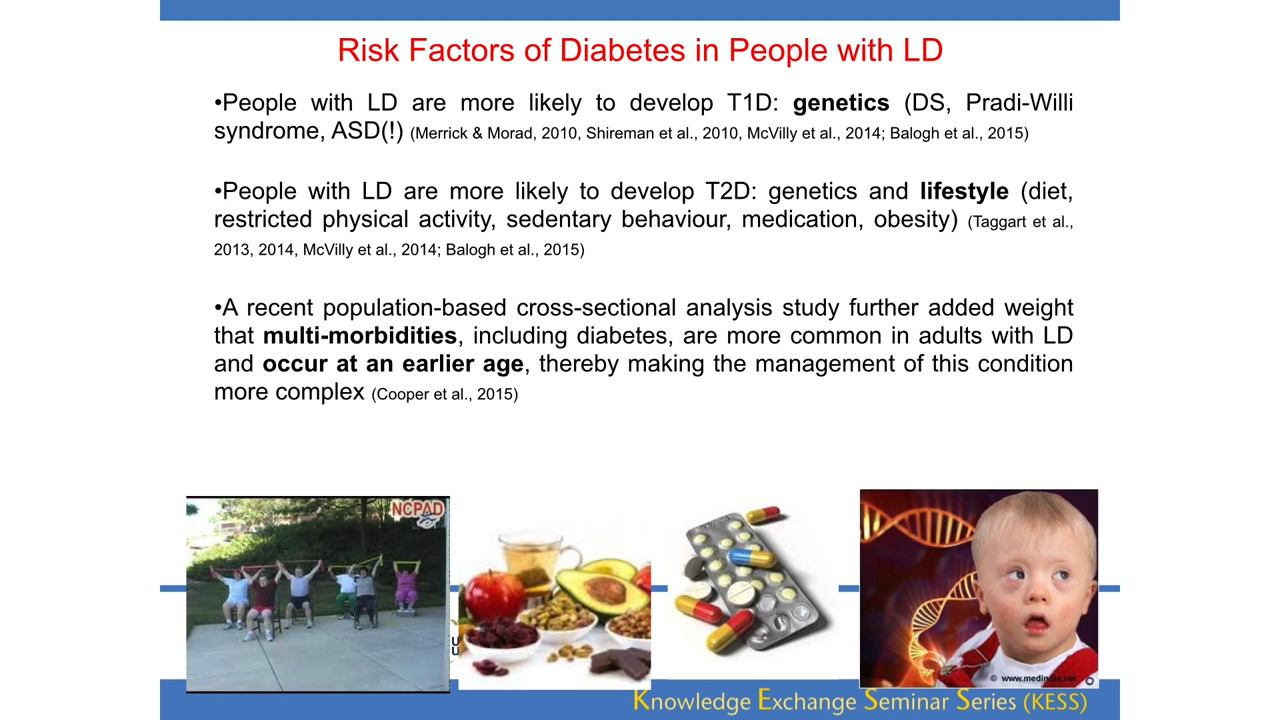 Risk Factors of Diabetes in People with LD
•People with LD are more likely to develop T1D: genetics (DS, Pradi-Willi
syndrome, ASD(!) (Merrick & Morad, 2010, Shireman et al., 2010, McVilly et al., 2014; Balogh et al., 2015)
•People with LD are more likely to develop T2D: genetics and lifestyle (diet,
restricted physical activity, sedentary behaviour, medication, obesity) (Taggart et al.,
2013, 2014, McVilly et al., 2014; Balogh et al., 2015)
•A recent population-based cross-sectional analysis study further added weight
that multi-morbidities, including diabetes, are more common in adults with LD
and occur at an earlier age, thereby making the management of this condition
more complex (Cooper et al., 2015)
NCPAD
© www.medindia.net
Knowledge Exchange Seminar Series (KESS)